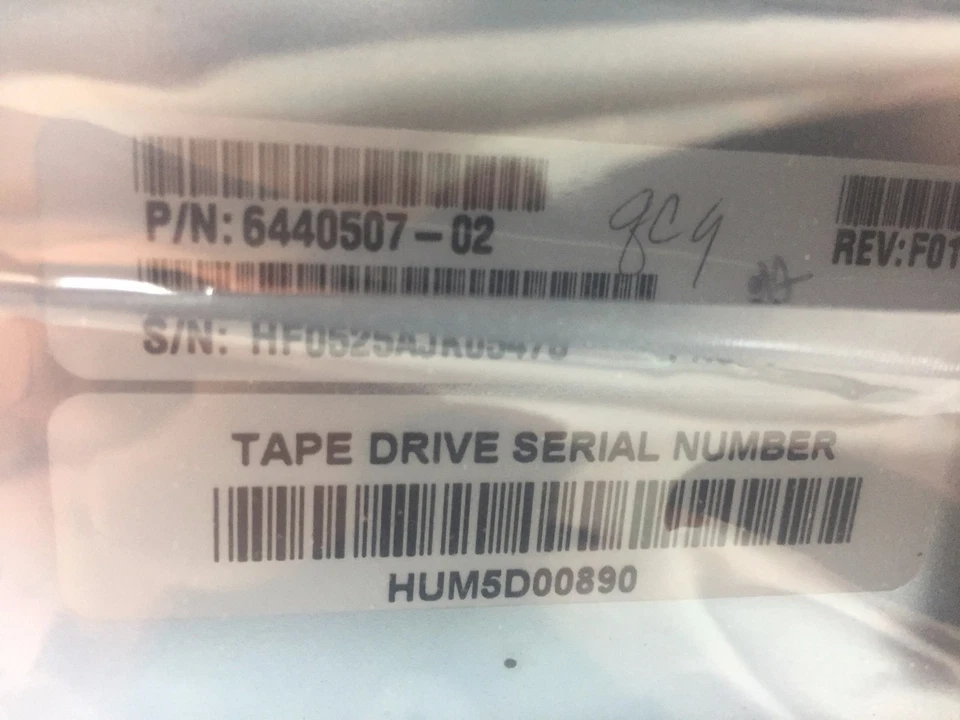 P/N: 6440507-02
REV: F01
S/N:
TAPE DRIVE SERIAL NUMBER
HUM5D00890